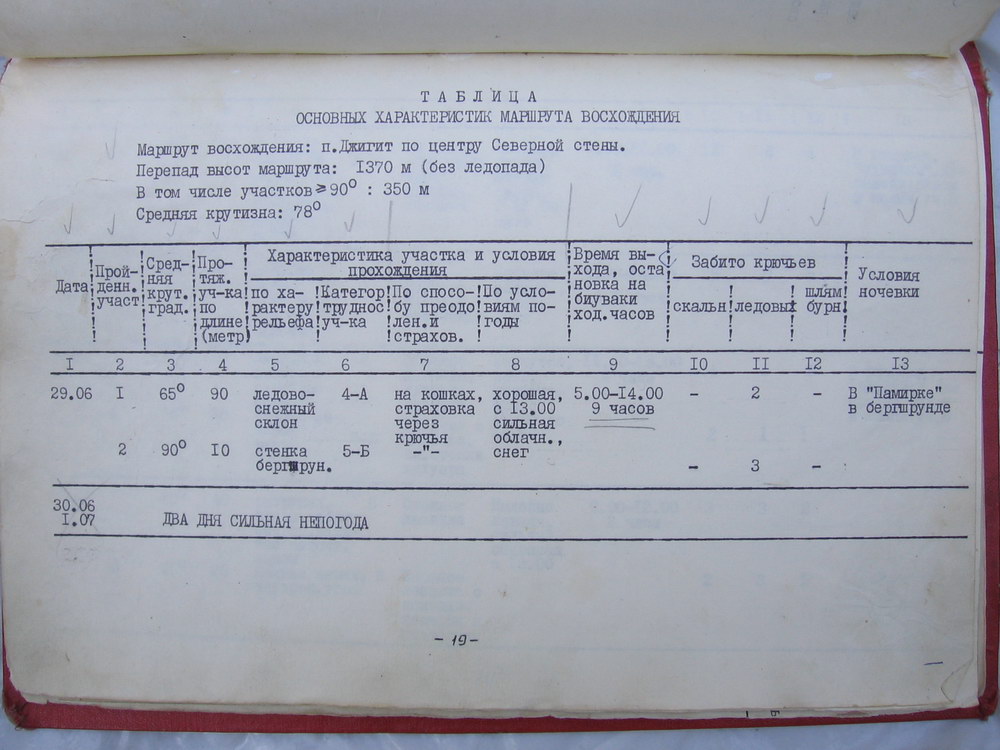 Т А Б Л И Ц А
ОСНОВНЫХ ХАРАКТЕРИСТИК МАРШРУТА ВОСХОЖДЕНИЯ
Маршрут восхождения: п.Джигит по центру Северной стены.
Перепад высот маршрута: I370 м (без ледопада)
В том числе участков ≥90° : 350 м
Средняя крутизна: 78°
Дата ! Пройденн. участ ! Сред-няя крут. град. ! Про-тяж. уч-ка по длине (метр) ! Характеристика участка и условия прохождения ! Время вы-хода, оста новка на биуваки ход.часов ! Забито крючьев ! Условия ночевки
по ха-рактеру рельефа ! Категор труднос уч-ка ! По спосо-бу преодо лен.и страхов. ! По усло-виям по-годы ! скальн ! ледовых ! шлям бурн
I 2 3 4 5 6 7 8 9 I0 II I2 I3
29.06 I 65° 90 ледово- 4-А на кошках, хорошая, 5.00-I4.00 - 2 - В "Памирке"
снежный страховка с I3.00 9 часов в бергшрунде
склон через сильная
крючья облачн.,
2 90° I0 стенка 5-Б -"- снег
бергшрун. - 3 -
30.06
I.07 ДВА ДНЯ СИЛЬНАЯ НЕПОГОДА
- 19 -